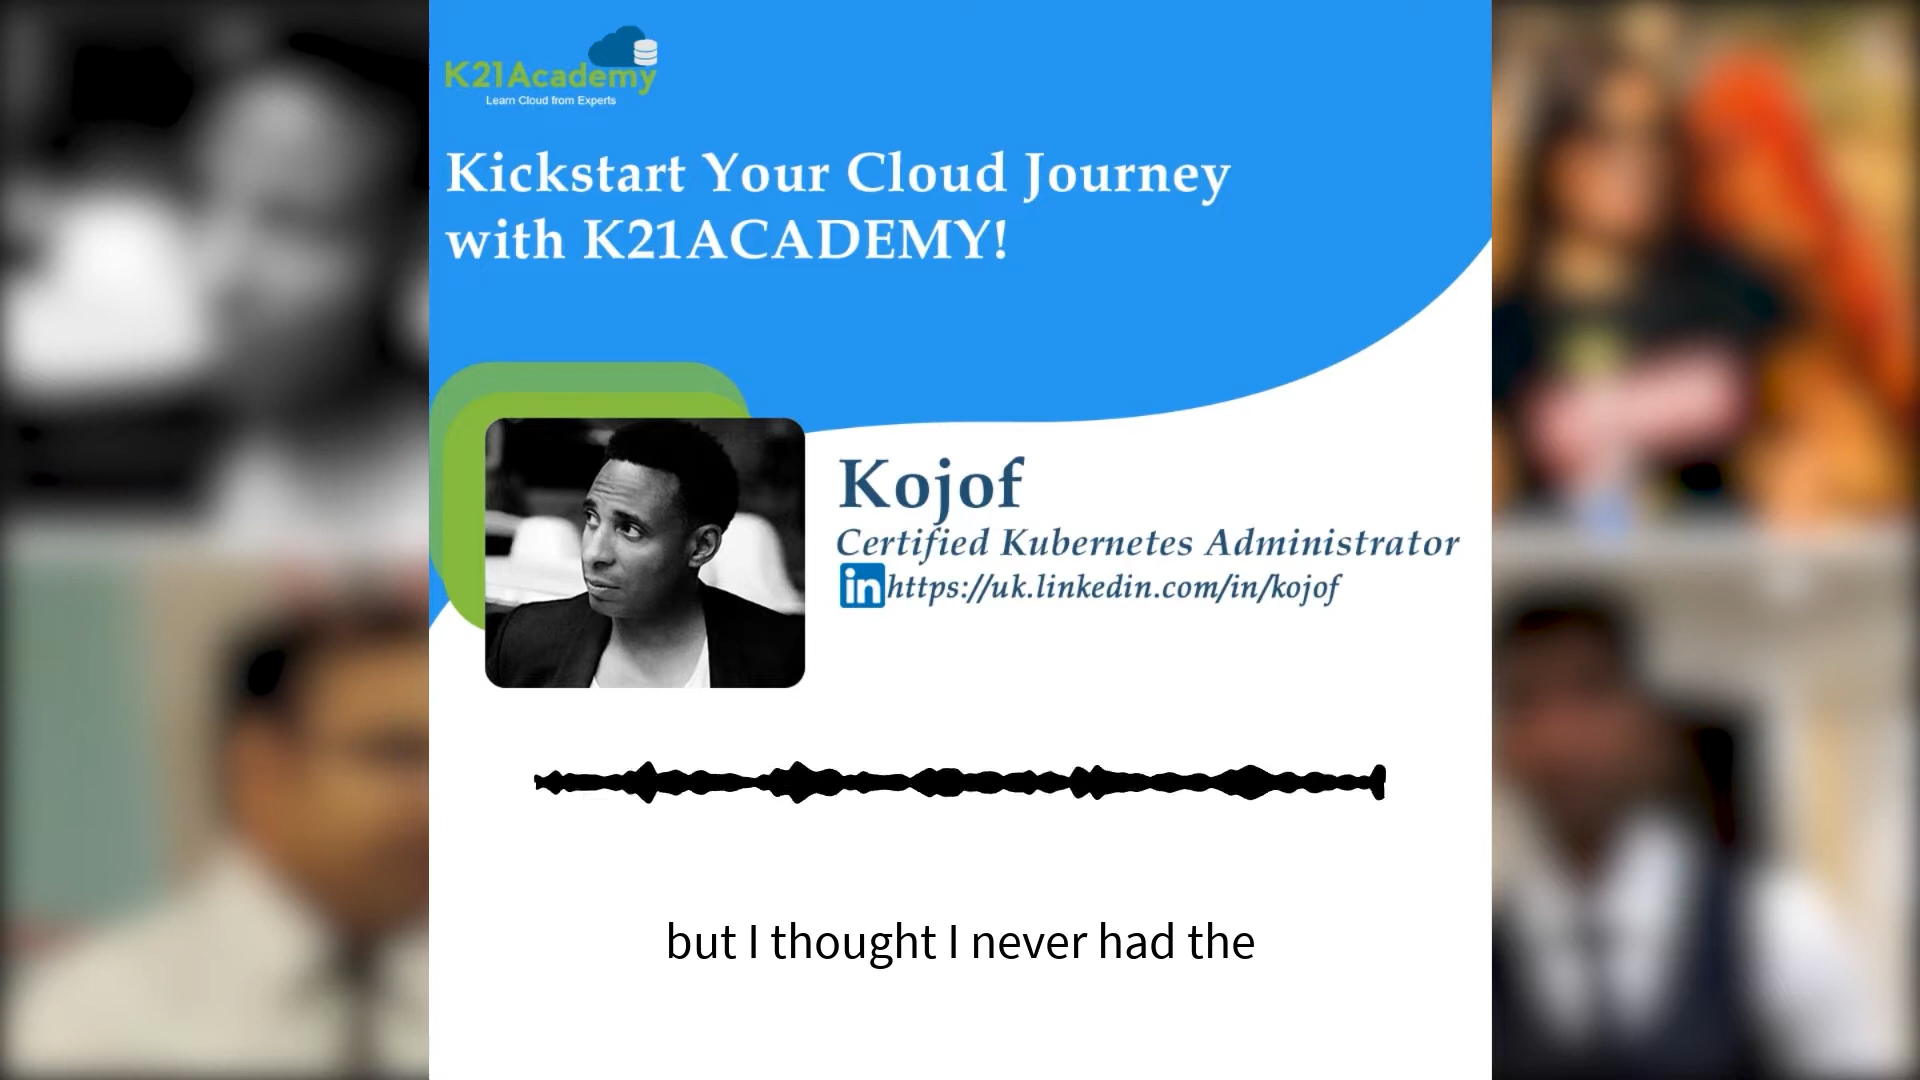 K21Academy
Learn Cloud from Experts
Kickstart Your Cloud Journey
with K21ACADEMY!
Kojof
Certified Kubernetes Administrator
in https://uk.linkedin.com/in/kojof
but I thought I never had the